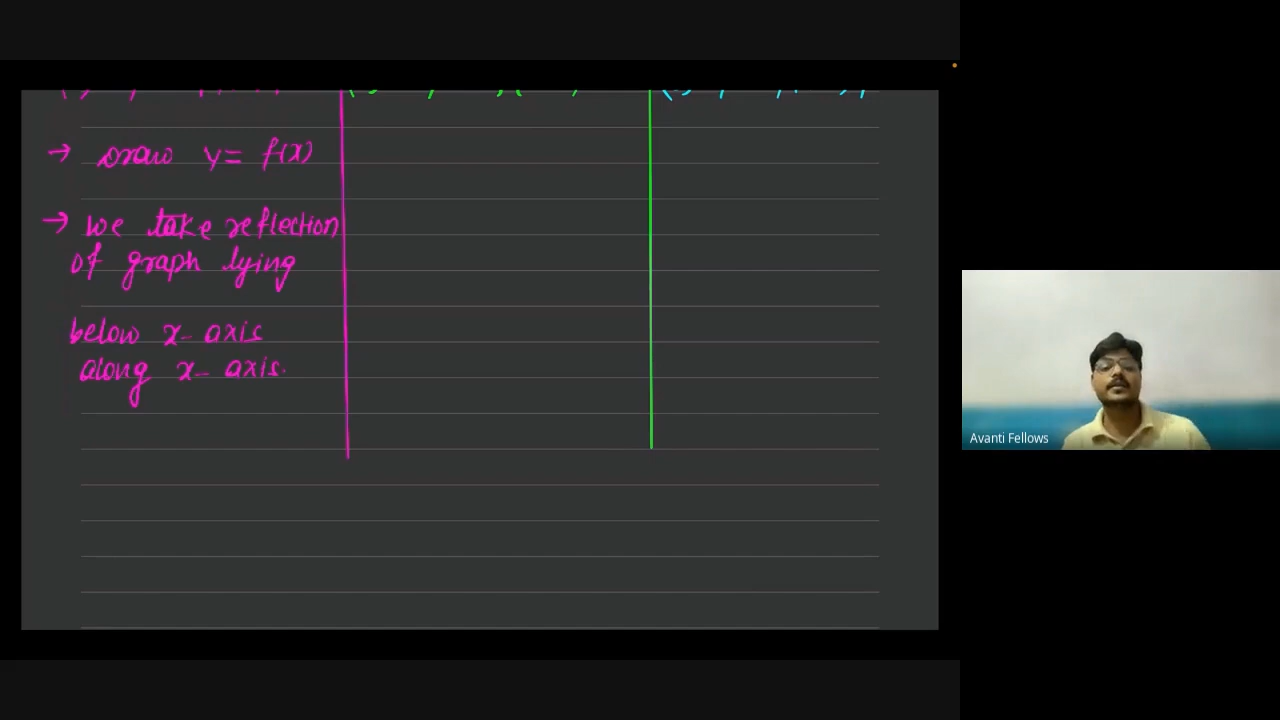 → Draw y = f(x)
→ We take reflection
of graph lying
below x-axis
along x-axis.
Avanti Fellows